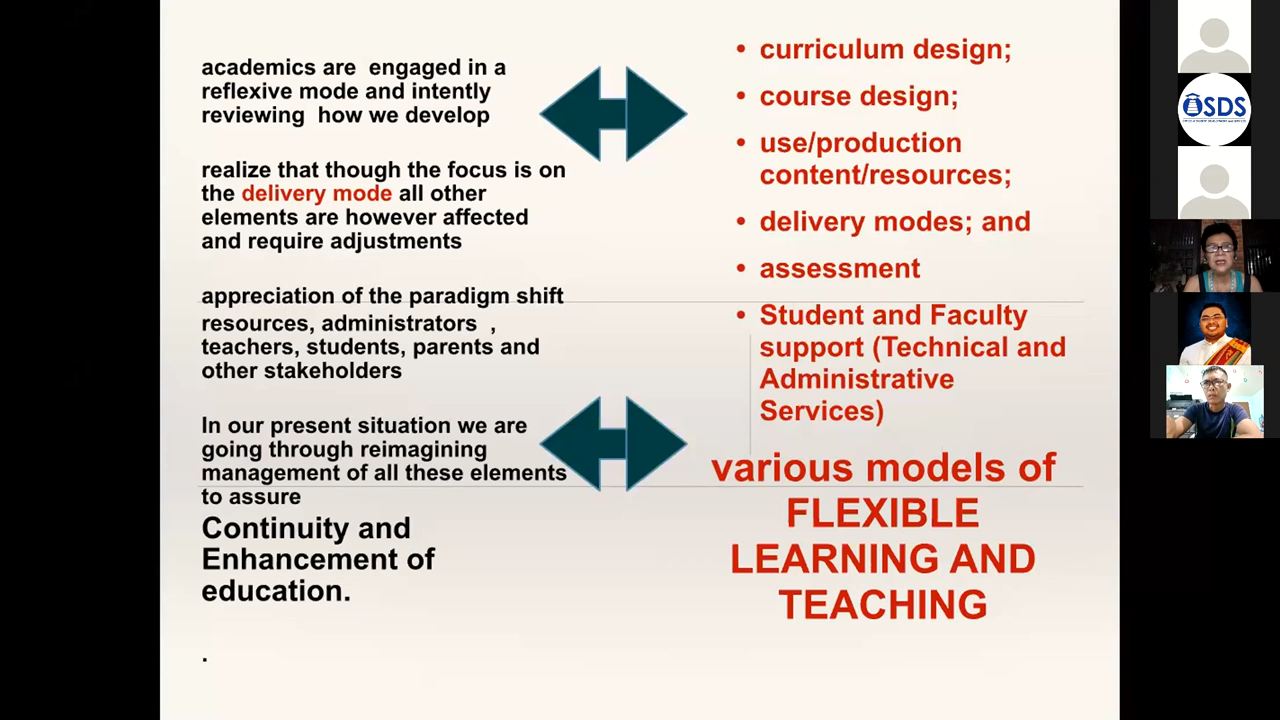 academics are engaged in a
reflexive mode and intently
reviewing how we develop
realize that though the focus is on
the delivery mode all other
elements are however affected
and require adjustments
appreciation of the paradigm shift
resources, administrators ,
teachers, students, parents and
other stakeholders
In our present situation we are
going through reimagining
management of all these elements
to assure
Continuity and
Enhancement of
education.
.
• curriculum design;
• course design;
• use/production
content/resources;
• delivery modes; and
• assessment
• Student and Faculty
support (Technical and
Administrative
Services)
various models of
FLEXIBLE
LEARNING AND
TEACHING
OSDS